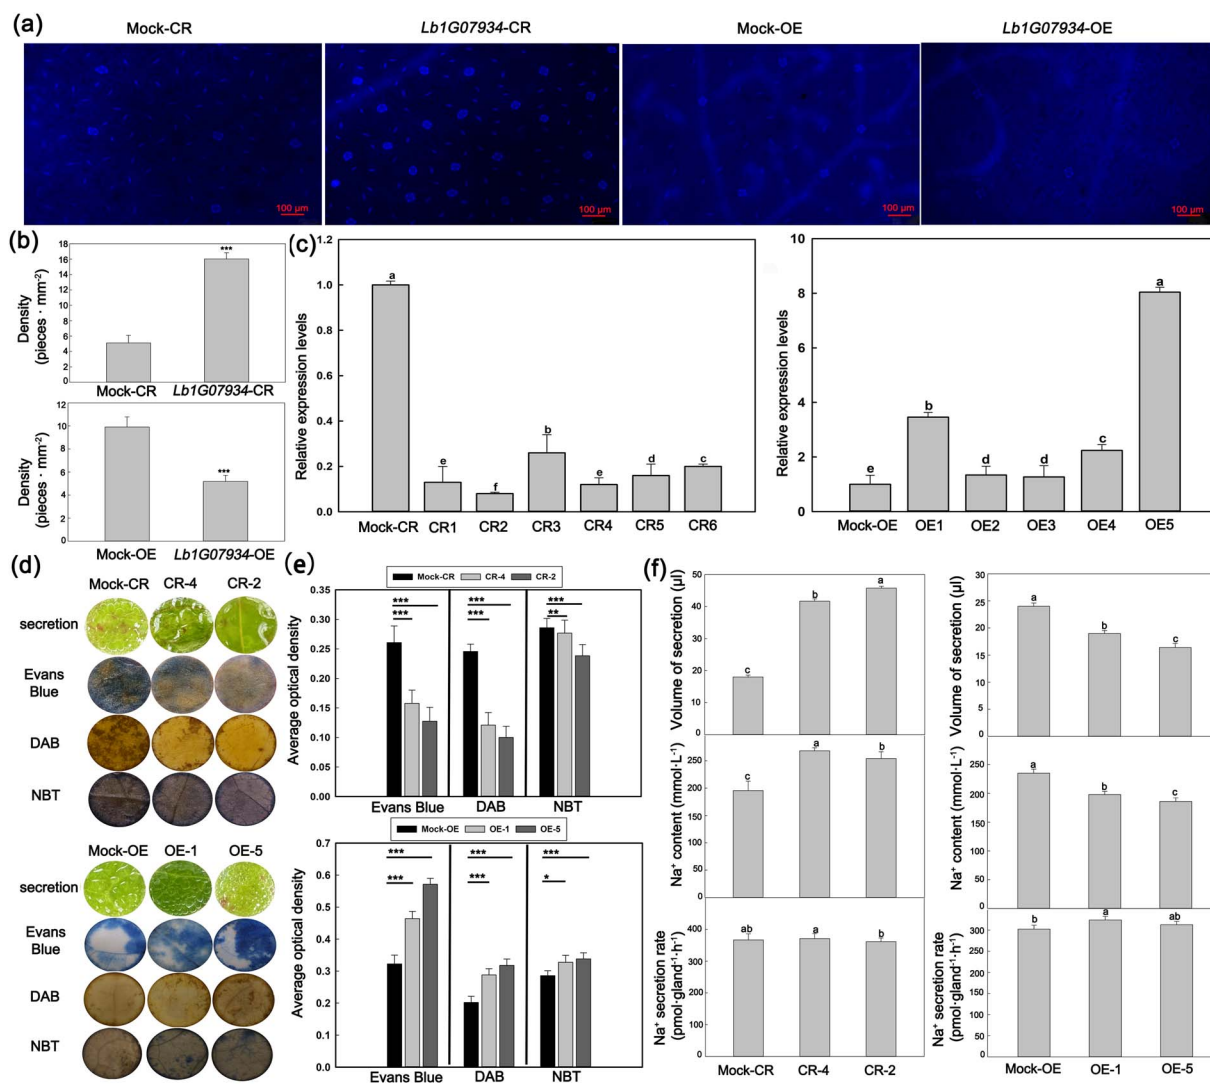 (a)
Mock-CR
Lb1G07934-CR
Mock-OE
Lb1G07934-OE
100 µm
100 µm
100 µm
100 µm
(b)
Density
(pieces · mm⁻²)
18
16
14
12
10
8
6
4
2
0
***
Mock-CR
Lb1G07934-CR
Density
(pieces · mm⁻²)
12
10
8
6
4
2
0
***
Mock-OE
Lb1G07934-OE
(c)
Relative expression levels
1.2
1.0
0.8
0.6
0.4
0.2
0.0
a
e
f
b
e
d
c
Mock-CR CR1 CR2 CR3 CR4 CR5 CR6
Relative expression levels
10
8
6
4
2
0
e
b
d
d
c
a
Mock-OE OE1 OE2 OE3 OE4 OE5
(d)
Mock-CR CR-4 CR-2
secretion
Evans
Blue
DAB
NBT
Mock-OE OE-1 OE-5
secretion
Evans
Blue
DAB
NBT
(e)
Mock-CR CR-4 CR-2
Average optical density
0.35
0.30
0.25
0.20
0.15
0.10
0.05
0.00
***
***
***
***
***
**
Evans Blue DAB NBT
Mock-OE OE-1 OE-5
Average optical density
0.7
0.6
0.5
0.4
0.3
0.2
0.1
0.0
***
***
***
***
***
*
Evans Blue DAB NBT
(f)
Volume of secretion (µl)
50
40
30
20
10
0
c
b
a
Na⁺ content (mmol·L⁻¹)
250
200
150
100
50
0
c
a
b
Na⁺ secretion rate
(pmol·gland⁻¹·h⁻¹)
400
300
200
100
0
ab
a
b
Mock-CR CR-4 CR-2
Volume of secretion (µl)
30
25
20
15
10
5
0
a
b
c
Na⁺ content (mmol·L⁻¹)
250
200
150
100
50
0
a
b
c
Na⁺ secretion rate
(pmol·gland⁻¹·h⁻¹)
300
250
200
150
100
50
0
b
a
ab
Mock-OE OE-1 OE-5